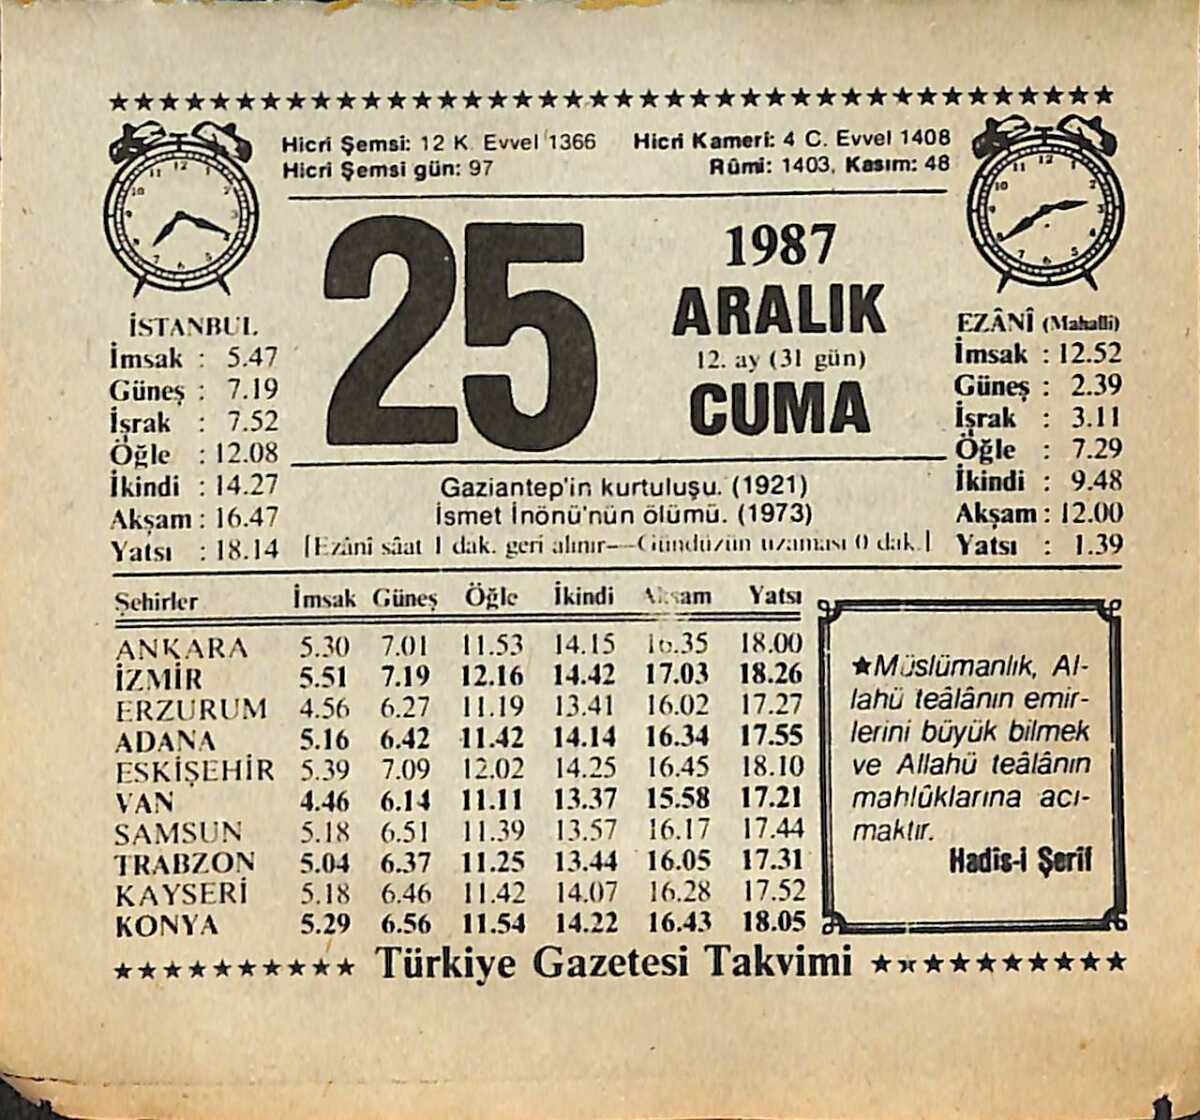 Hicri Şemsi: 12 K. Evvel 1366 Hicri Kameri: 4 C. Evvel 1408
Hicri Şemsi gün: 97 Rûmi: 1403, Kasım: 48
25
1987
ARALIK
12. ay (31 gün)
CUMA
İSTANBUL
İmsak : 5.47
Güneş : 7.19
İşrak : 7.52
Öğle : 12.08
İkindi : 14.27
Akşam : 16.47
Yatsı : 18.14
EZÂNÎ (Mahalli)
İmsak : 12.52
Güneş : 2.39
İşrak : 3.11
Öğle : 7.29
İkindi : 9.48
Akşam : 12.00
Yatsı : 1.39
Gaziantep'in kurtuluşu. (1921)
İsmet İnönü'nün ölümü. (1973)
[Ezânî sâat 1 dak. geri alınır—Gündüzün uzaması 0 dak.]
Şehirler İmsak Güneş Öğle İkindi Akşam Yatsı
ANKARA 5.30 7.01 11.53 14.15 16.35 18.00
İZMİR 5.51 7.19 12.16 14.42 17.03 18.26
ERZURUM 4.56 6.27 11.19 13.41 16.02 17.27
ADANA 5.16 6.42 11.42 14.14 16.34 17.55
ESKİŞEHİR 5.39 7.09 12.02 14.25 16.45 18.10
VAN 4.46 6.14 11.11 13.37 15.58 17.21
SAMSUN 5.18 6.51 11.39 13.57 16.17 17.44
TRABZON 5.04 6.37 11.25 13.44 16.05 17.31
KAYSERİ 5.18 6.46 11.42 14.07 16.28 17.52
KONYA 5.29 6.56 11.54 14.22 16.43 18.05
★Müslümanlık, Al-
lahü teâlânın emir-
lerini büyük bilmek
ve Allahü teâlânın
mahlûklarına acı-
maktır.
Hadîs-i Şerif
Türkiye Gazetesi Takvimi